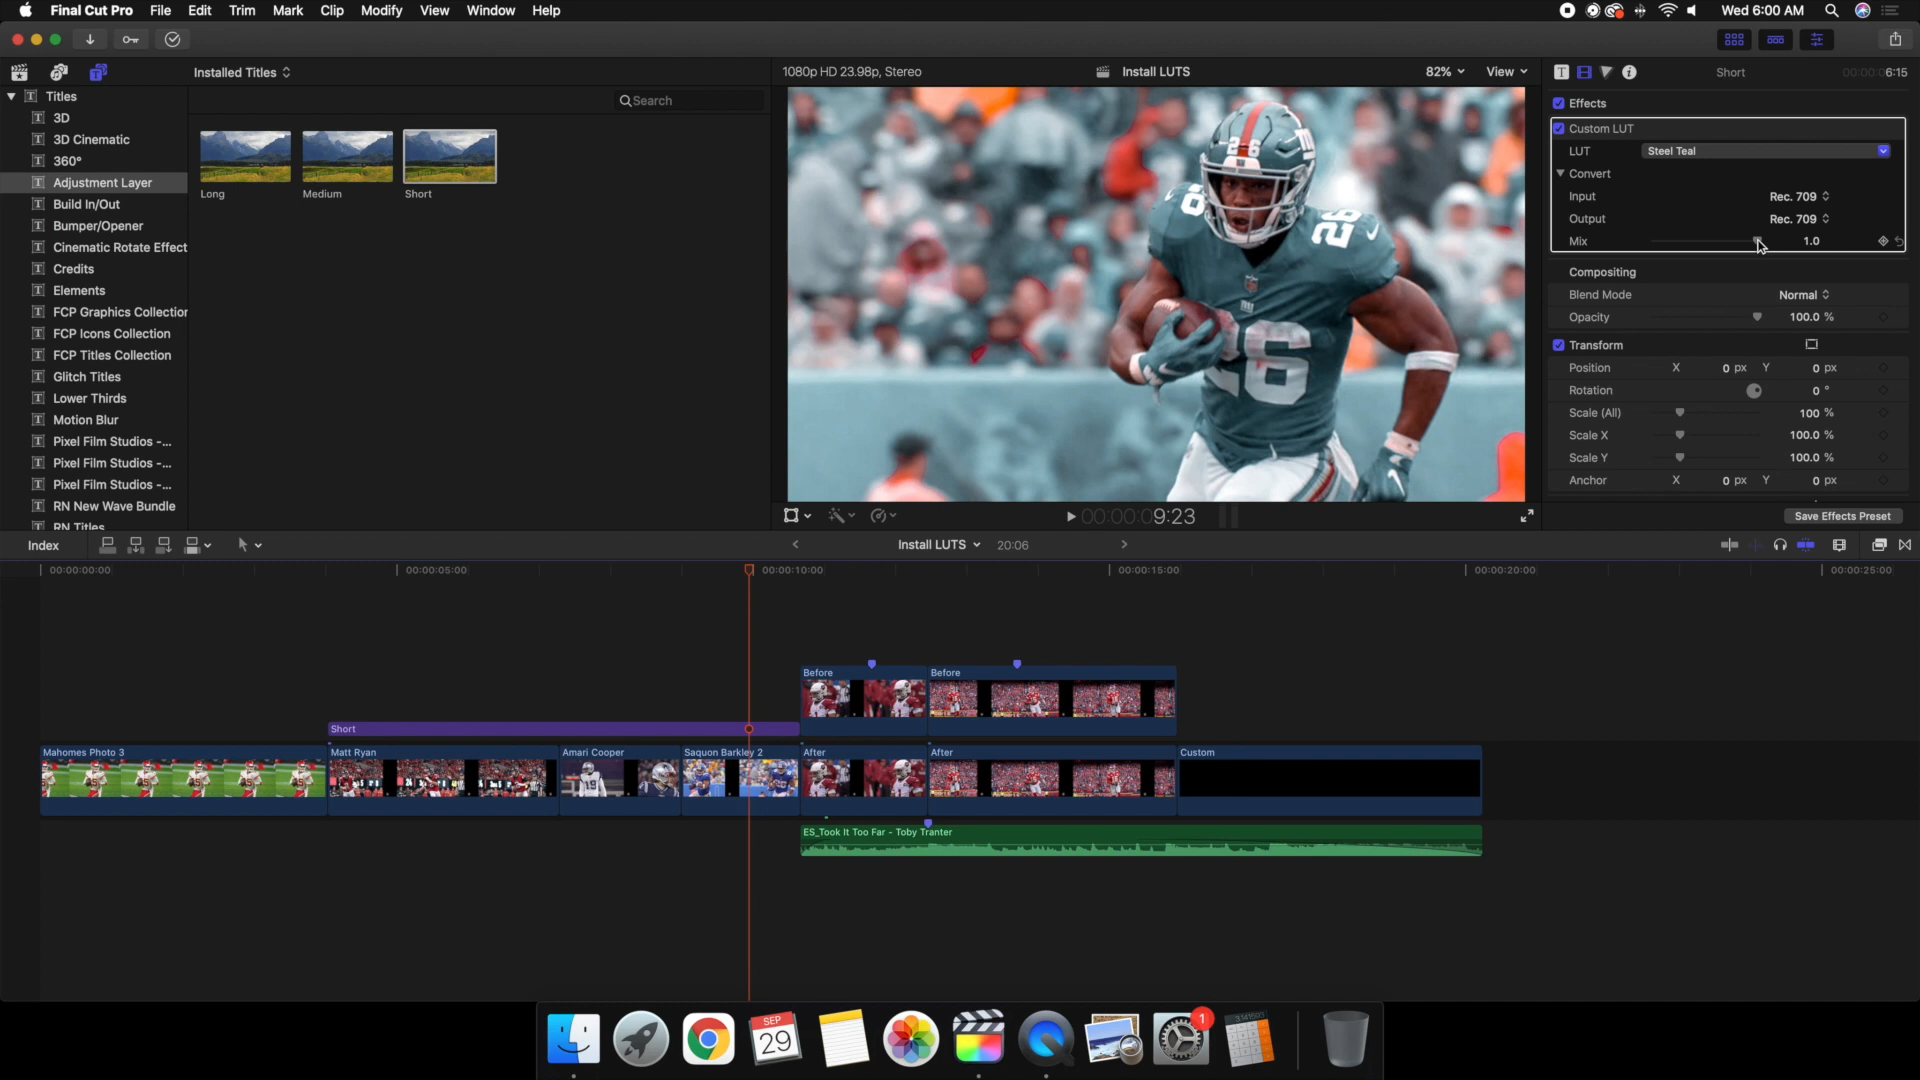 Final Cut Pro File Edit Trim Mark Clip Modify View Window Help Wed 6:00 AM
Installed Titles
1080p HD 23.98p, Stereo Install LUTS 82% View
Short 00:00:06:15
Titles
3D
3D Cinematic
360°
Adjustment Layer
Build In/Out
Bumper/Opener
Cinematic Rotate Effect
Credits
Elements
FCP Graphics Collection
FCP Icons Collection
FCP Titles Collection
Glitch Titles
Lower Thirds
Motion Blur
Pixel Film Studios -...
Pixel Film Studios -...
Pixel Film Studios -...
RN New Wave Bundle
RN Titles
Search
Long Medium Short
26
26
26
Effects
Custom LUT
LUT Steel Teal
Convert
Input Rec. 709
Output Rec. 709
Mix 1.0
Compositing
Blend Mode Normal
Opacity 100.0 %
Transform
Position X 0 px Y 0 px
Rotation 0 °
Scale (All) 100 %
Scale X 100.0 %
Scale Y 100.0 %
Anchor X 0 px Y 0 px
Save Effects Preset
00:00:09:23
Index Install LUTS 20:06
00:00:00:00 00:00:05:00 00:00:10:00 00:00:15:00 00:00:20:00 00:00:25:00
Before Before
Short
Mahomes Photo 3 Matt Ryan Amari Cooper Saquon Barkley 2 After After Custom
ES_Took It Too Far - Toby Tranter
SEP
29
1